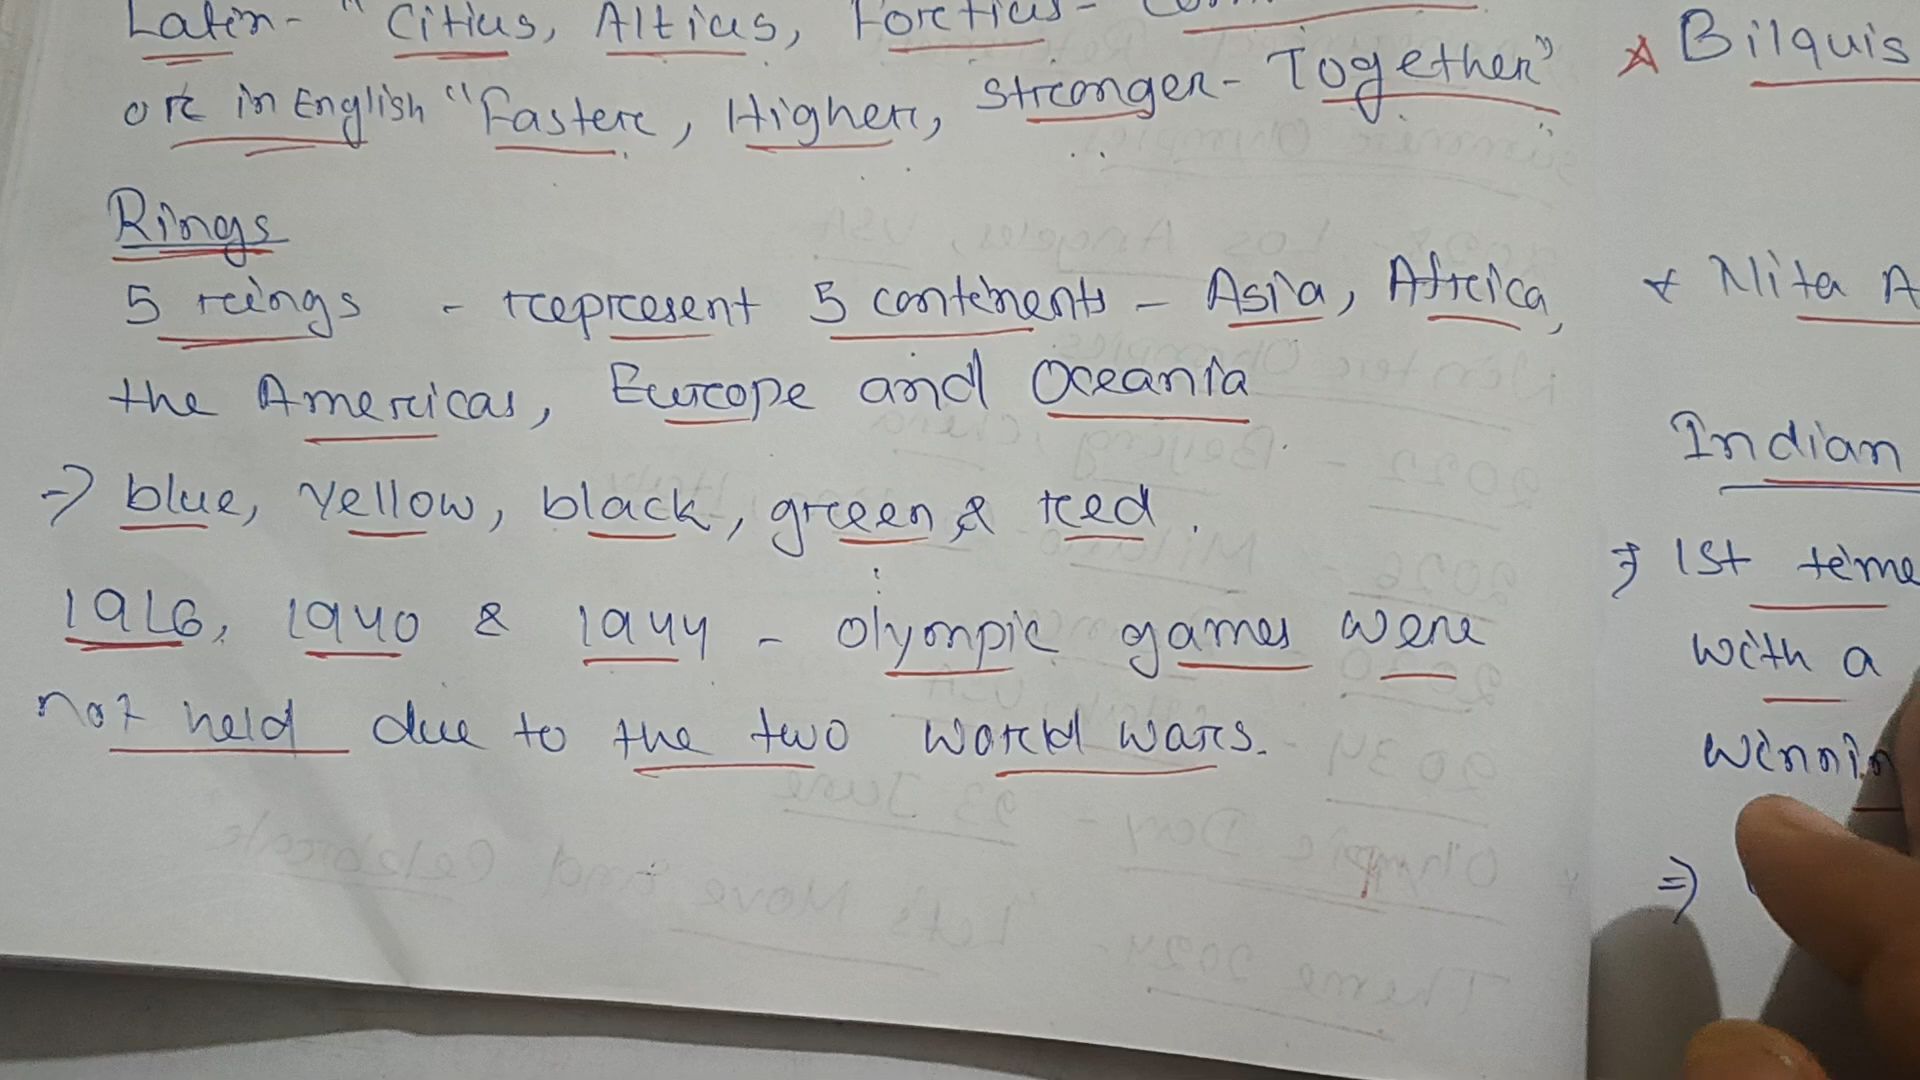 Latin- "Citius, Altius, Fortius-
or in English "Faster, Higher, Stronger-Together"
Rings
5 rings - represent 5 continents - Asia, Africa,
the Americas, Europe and Oceania
=> blue, yellow, black, green & red.
1916, 1940 & 1944 - Olympic games were
not held due to the two world wars.
Bilquis
* Nita A
Indian
=> 1st time
with a
winnin
=>